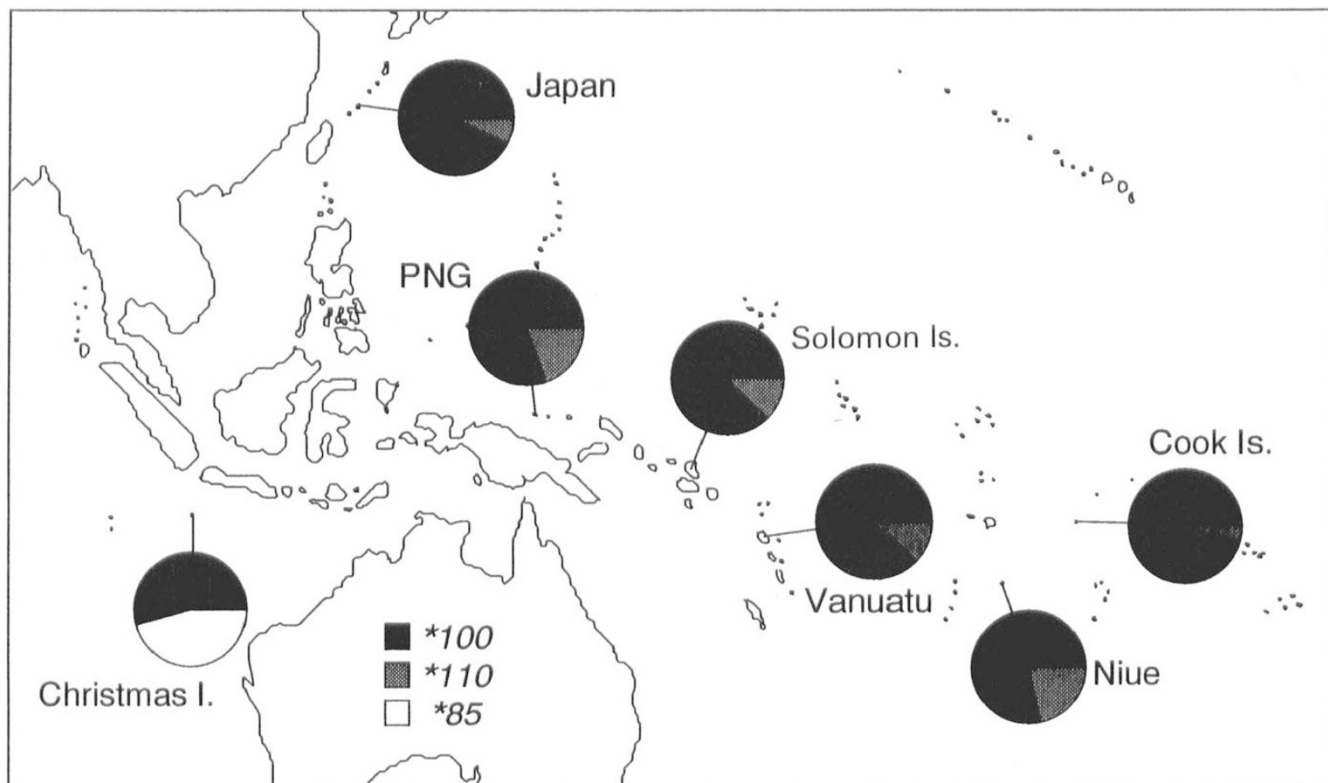 Japan
PNG
Solomon Is.
Cook Is.
Vanuatu
Niue
Christmas I.
*100
*110
*85